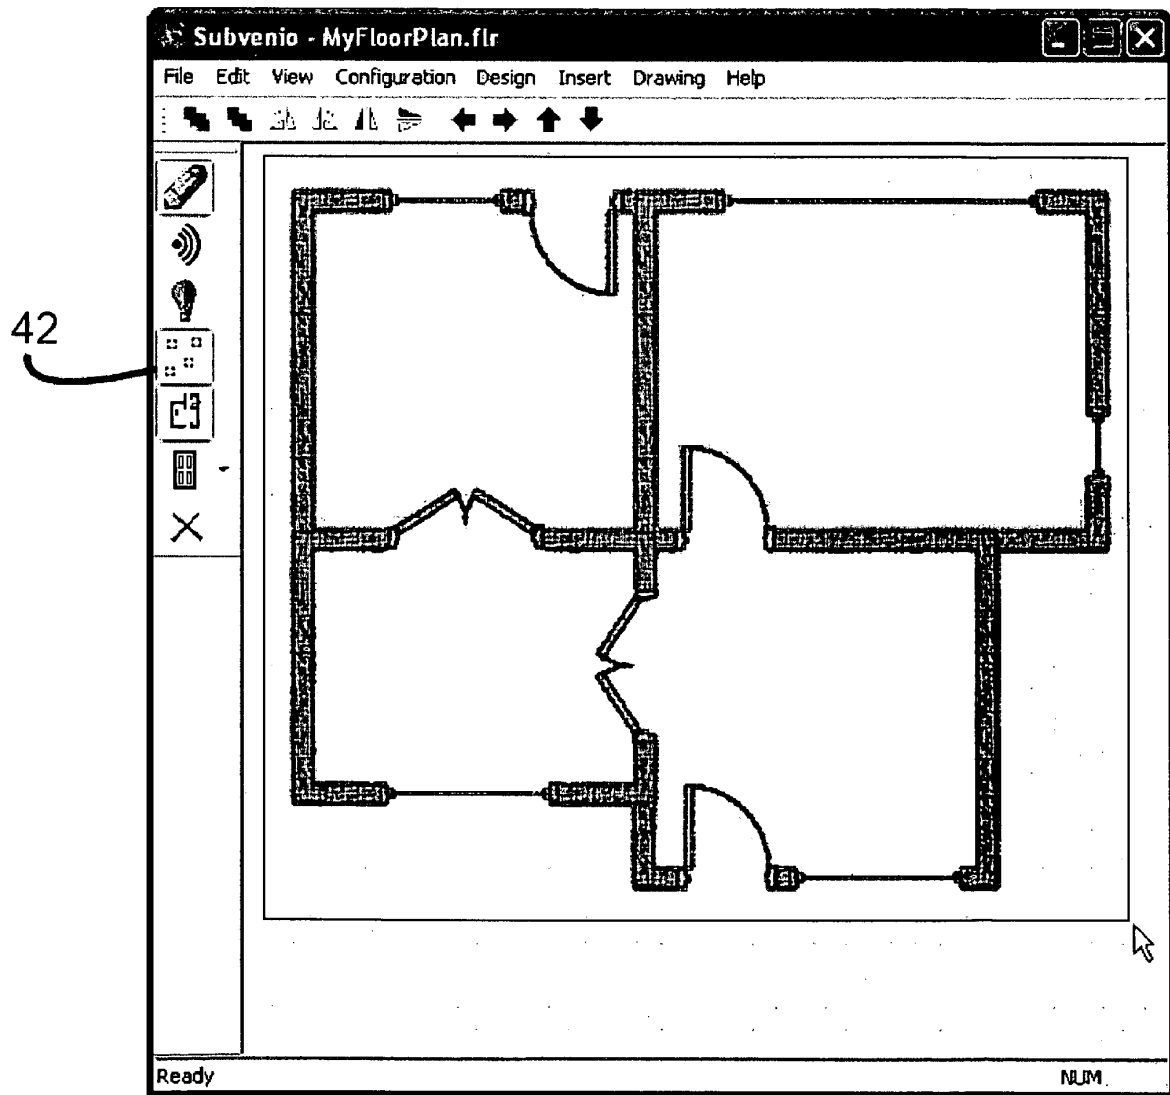 Subvenio - MyFloorPlan.flr
File Edit View Configuration Design Insert Drawing Help
42
Ready NUM